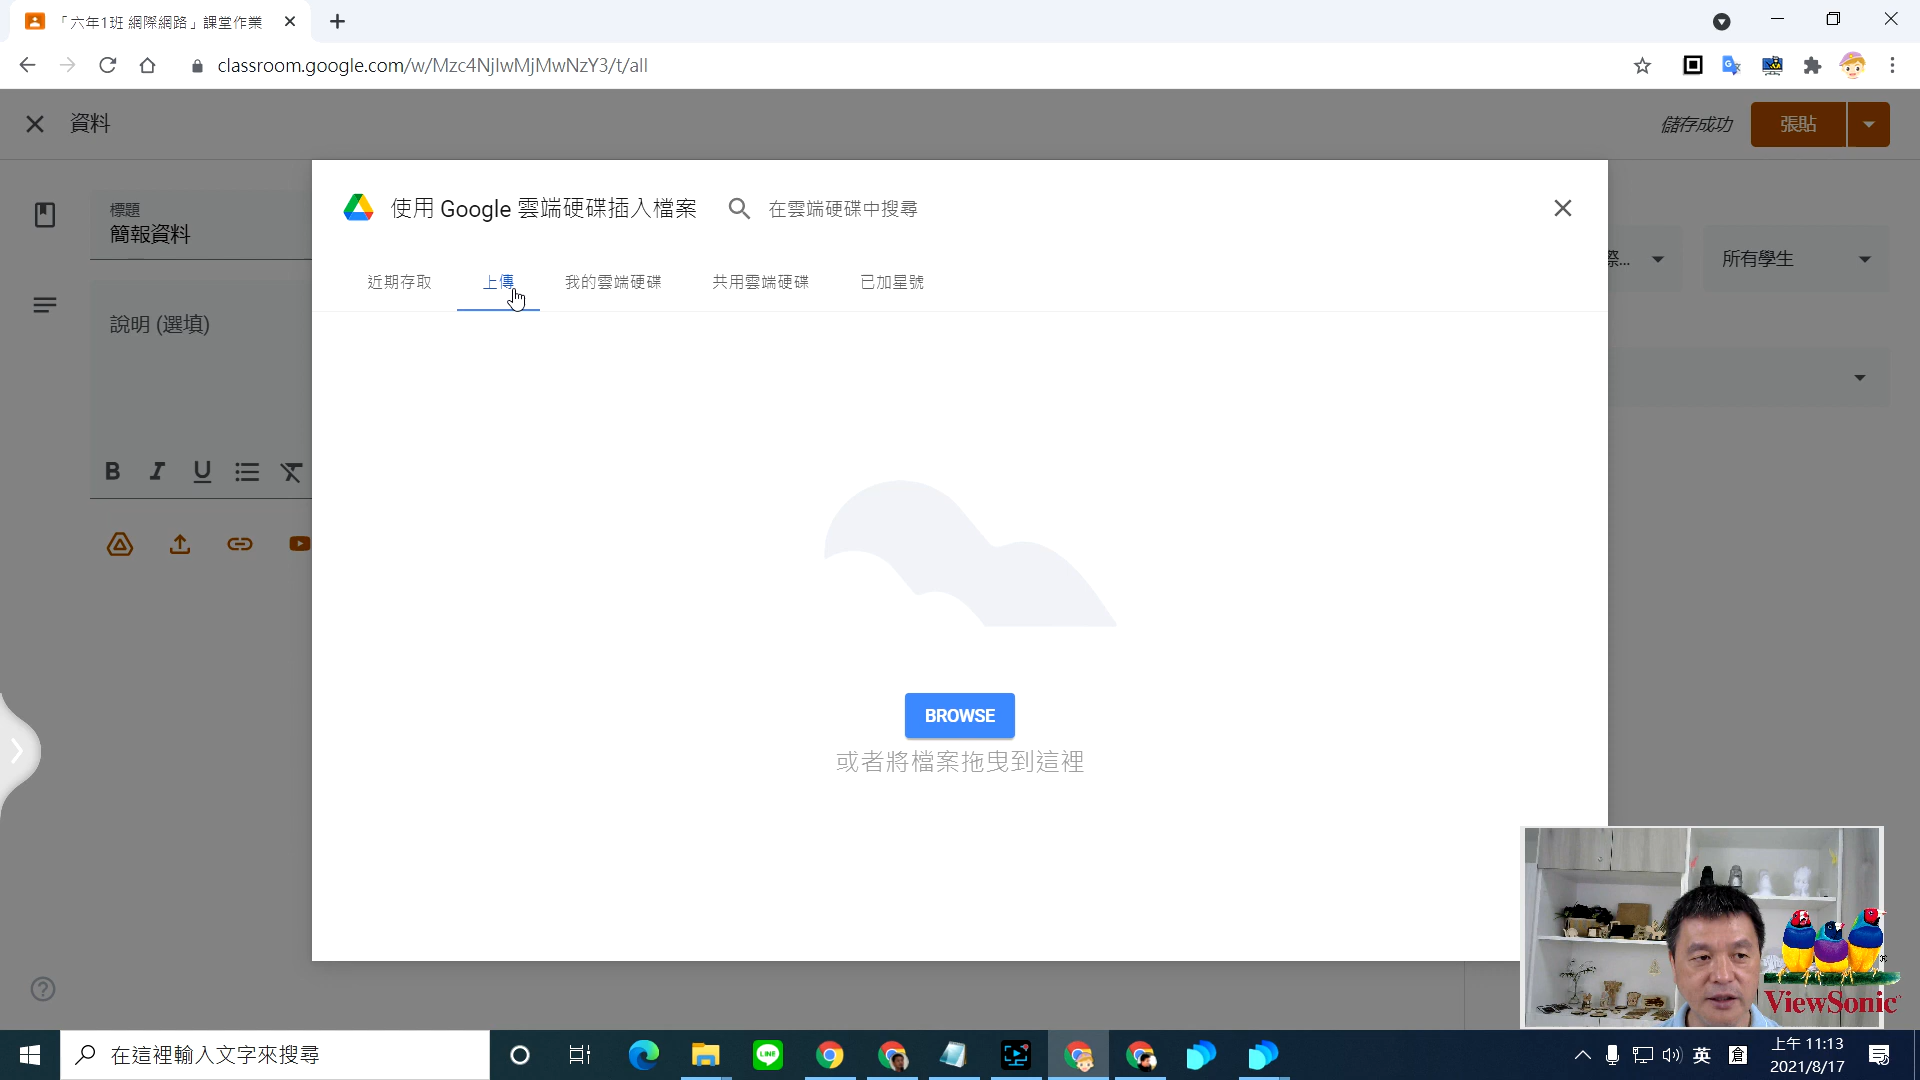 「六年1班 網際網路」課堂作業
classroom.google.com/w/Mzc4NjIwMjMwNzY3/t/all
資料
儲存成功
張貼
標題
簡報資料
使用 Google 雲端硬碟插入檔案
在雲端硬碟中搜尋
際...
所有學生
近期存取
上傳
我的雲端硬碟
共用雲端硬碟
已加星號
說明 (選填)
B I U
BROWSE
或者將檔案拖曳到這裡
ViewSonic
在這裡輸入文字來搜尋
LINE
英
倉
上午 11:13
2021/8/17